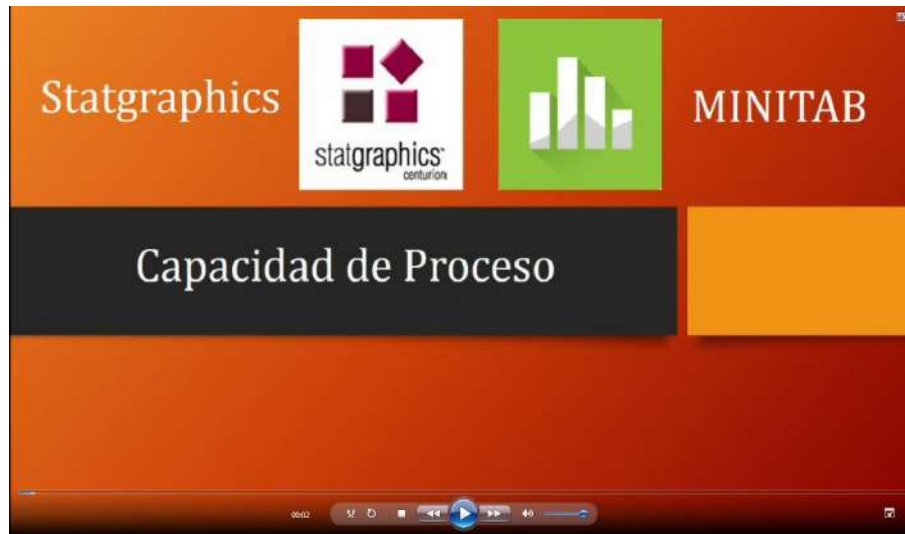 Statgraphics
statgraphics
centurion
MINITAB
Capacidad de Proceso
00:02